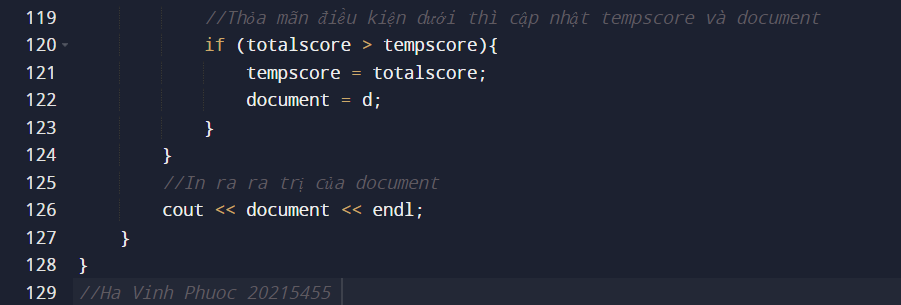 119 //Thỏa mãn điều kiện dưới thì cập nhật tempscore và document
120 if (totalscore > tempscore){
121 tempscore = totalscore;
122 document = d;
123 }
124 }
125 //In ra ra trị của document
126 cout << document << endl;
127 }
128 }
129 //Ha Vinh Phuoc 20215455